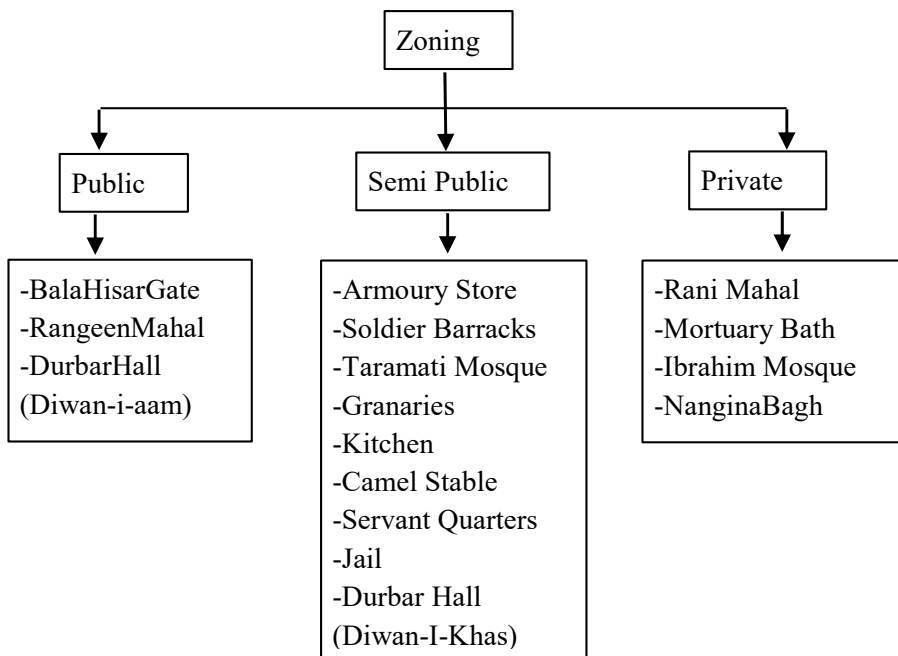 Zoning
Public
Semi Public
Private
-BalaHisarGate
-RangeenMahal
-DurbarHall
(Diwan-i-aam)
-Armoury Store
-Soldier Barracks
-Taramati Mosque
-Granaries
-Kitchen
-Camel Stable
-Servant Quarters
-Jail
-Durbar Hall
(Diwan-I-Khas)
-Rani Mahal
-Mortuary Bath
-Ibrahim Mosque
-NanginaBagh